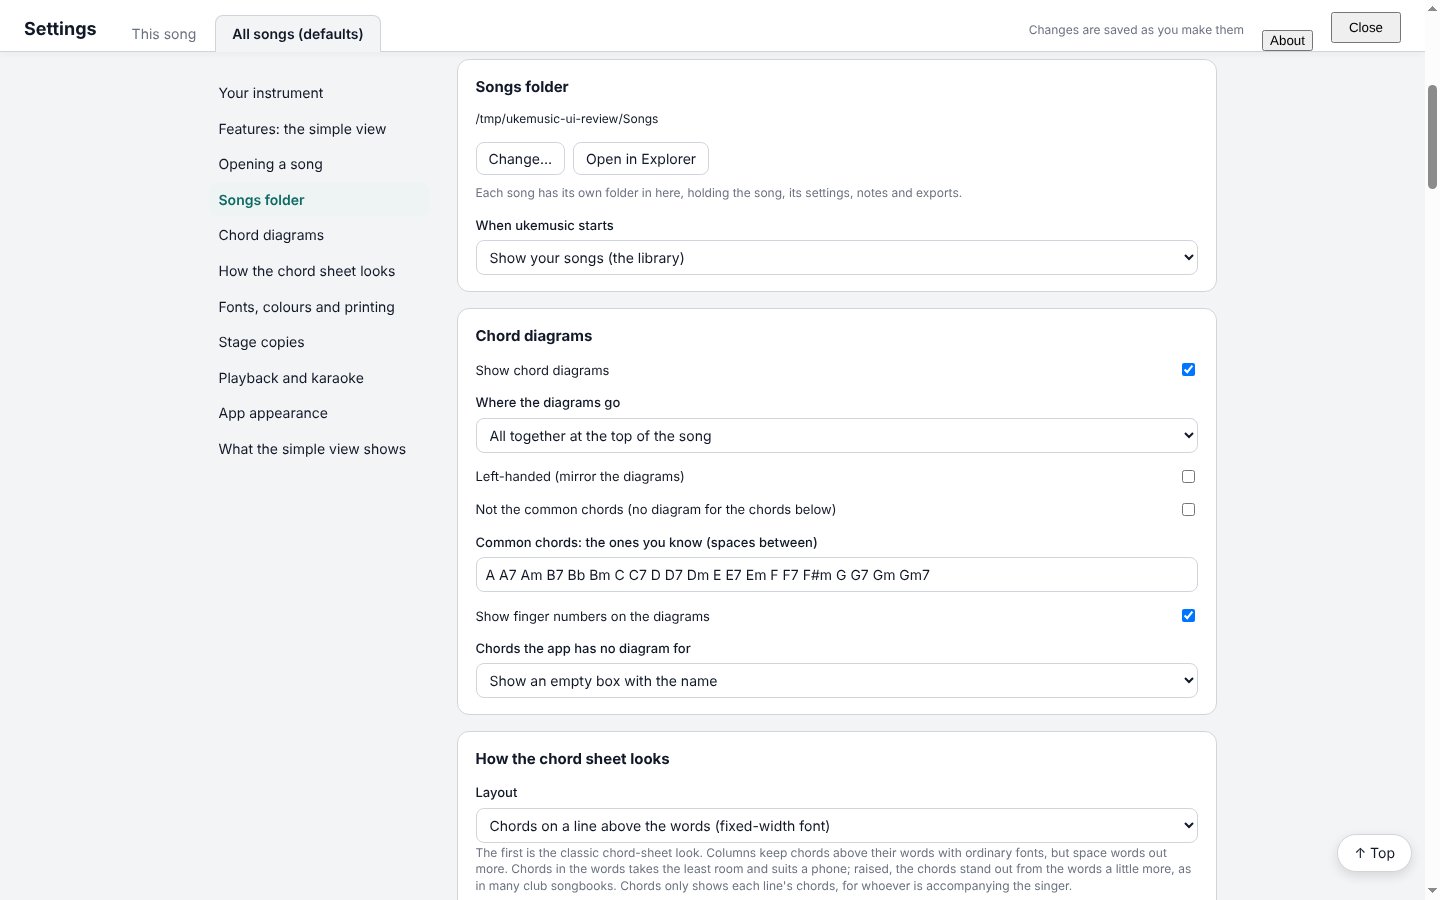 Settings
This song
All songs (defaults)
Changes are saved as you make them
About
Close
Your instrument
Features: the simple view
Opening a song
Songs folder
Chord diagrams
How the chord sheet looks
Fonts, colours and printing
Stage copies
Playback and karaoke
App appearance
What the simple view shows
Songs folder
/tmp/ukemusic-ui-review/Songs
Change...
Open in Explorer
Each song has its own folder in here, holding the song, its settings, notes and exports.
When ukemusic starts
Show your songs (the library)
Chord diagrams
Show chord diagrams
Where the diagrams go
All together at the top of the song
Left-handed (mirror the diagrams)
Not the common chords (no diagram for the chords below)
Common chords: the ones you know (spaces between)
A A7 Am B7 Bb Bm C C7 D D7 Dm E E7 Em F F7 F#m G G7 Gm Gm7
Show finger numbers on the diagrams
Chords the app has no diagram for
Show an empty box with the name
How the chord sheet looks
Layout
Chords on a line above the words (fixed-width font)
The first is the classic chord-sheet look. Columns keep chords above their words with ordinary fonts, but space words out
more. Chords in the words takes the least room and suits a phone; raised, the chords stand out from the words a little more, as
in many club songbooks. Chords only shows each line's chords, for whoever is accompanying the singer.
↑ Top